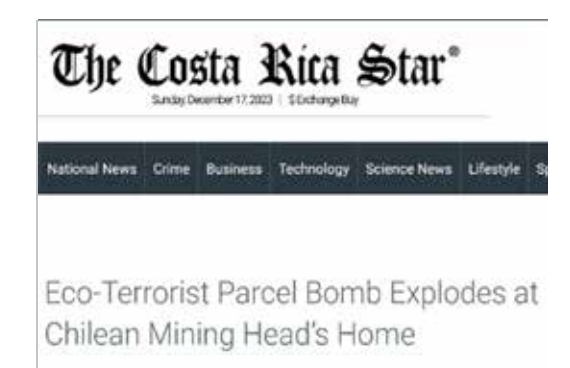 The Costa Rica Star®
Sunday, December 17, 2023 | $ Exchange Buy
National News Crime Business Technology Science News Lifestyle
Eco-Terrorist Parcel Bomb Explodes at
Chilean Mining Head's Home